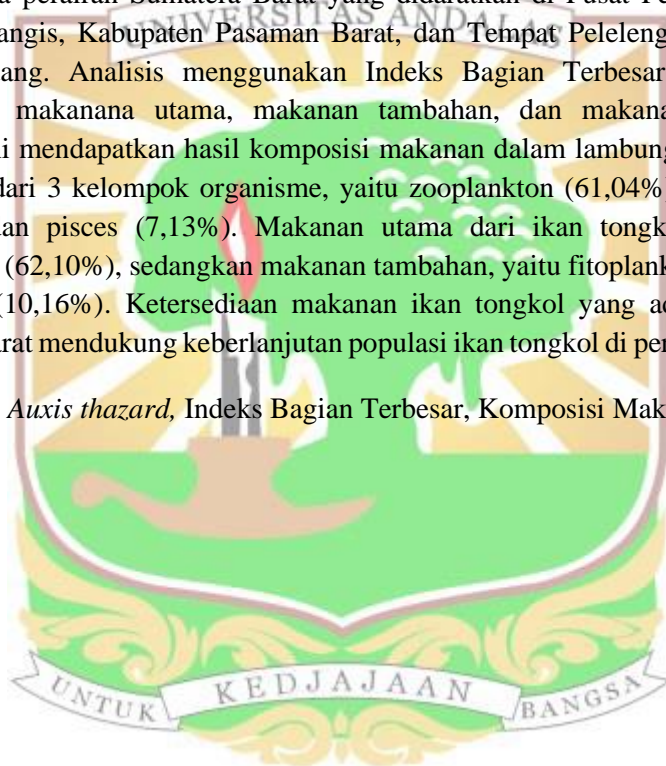 UNIVERSITAS ANDALAS
a perairan Sumatera Barat yang didaratkan di Pusat Pe
angis, Kabupaten Pasaman Barat, dan Tempat Peleleng
ang. Analisis menggunakan Indeks Bagian Terbesar
makanana utama, makanan tambahan, dan makana
i mendapatkan hasil komposisi makanan dalam lambung
dari 3 kelompok organisme, yaitu zooplankton (61,04%)
an pisces (7,13%). Makanan utama dari ikan tongk
(62,10%), sedangkan makanan tambahan, yaitu fitoplank
(10,16%). Ketersediaan makanan ikan tongkol yang a
arat mendukung keberlanjutan populasi ikan tongkol di per
Auxis thazard, Indeks Bagian Terbesar, Komposisi Mak
UNTUK KEDJAJAAN BANGSA